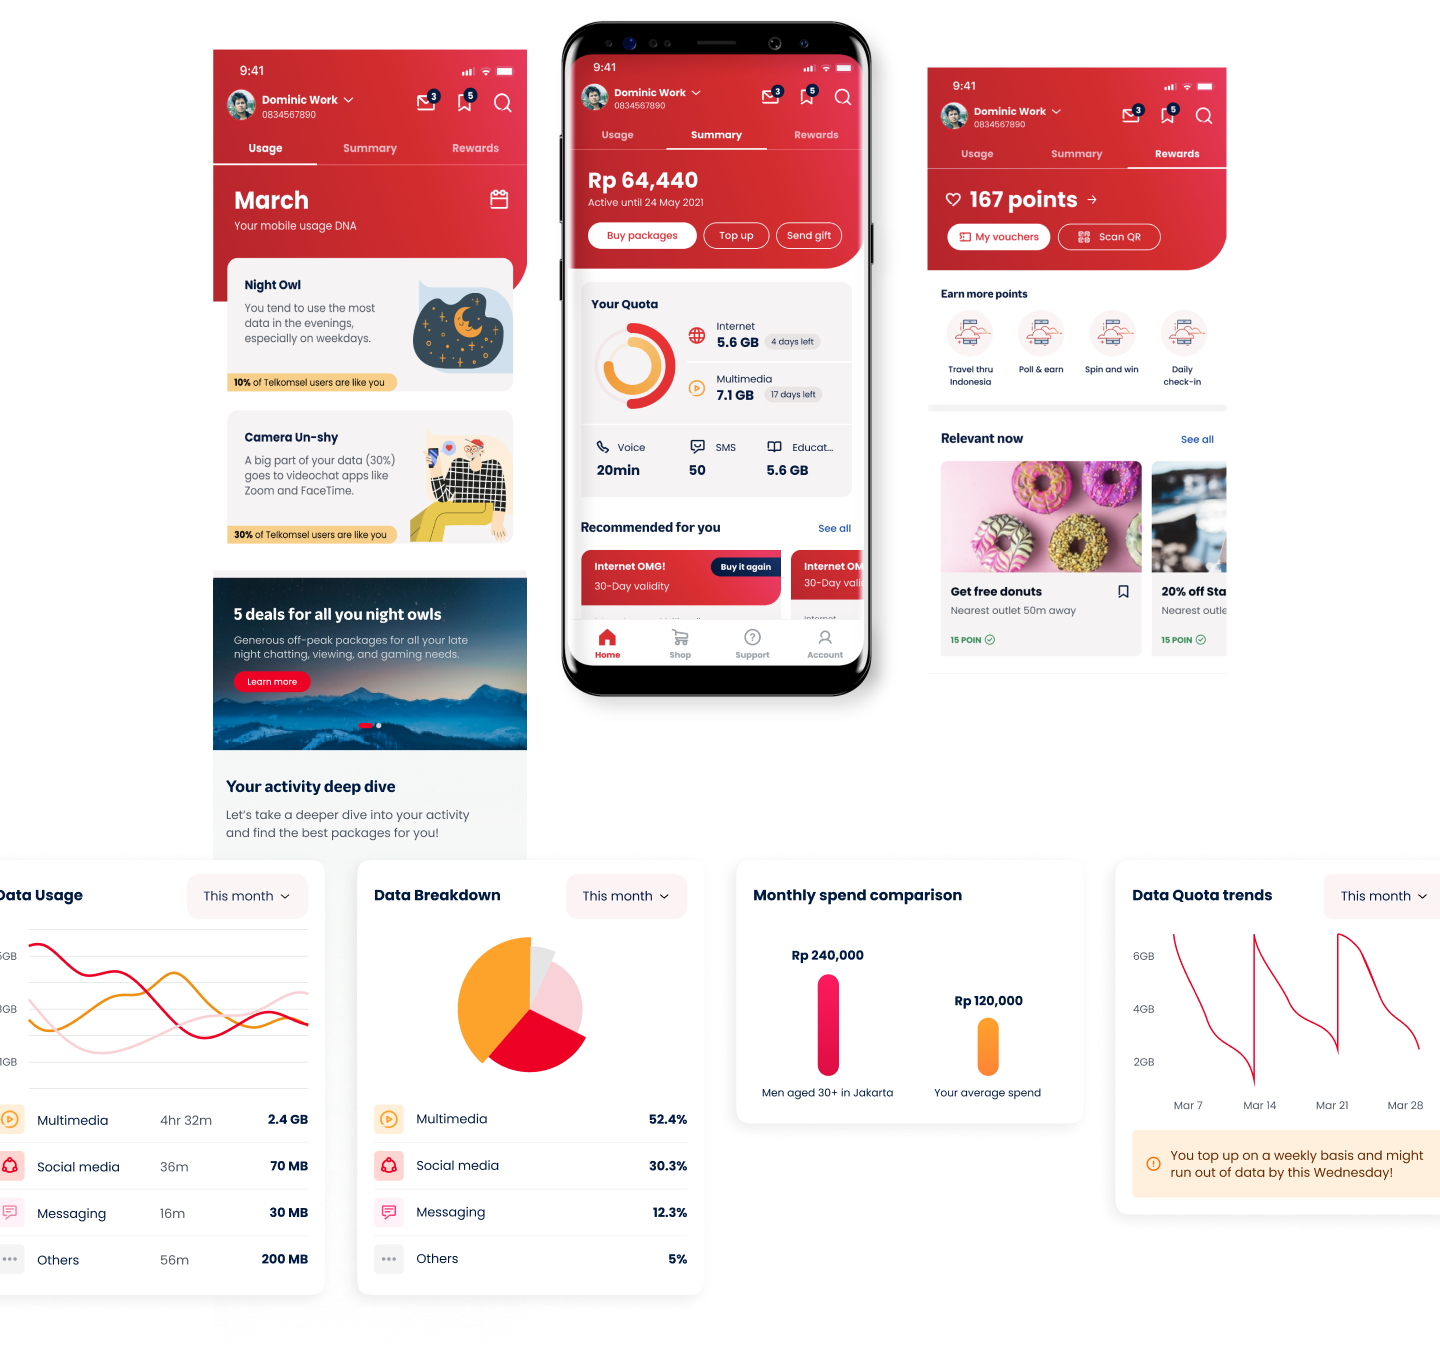 9:41
Dominic Work
0834567890
3
5
Usage
Summary
Rewards
March
Your mobile usage DNA
Night Owl
You tend to use the most
data in the evenings,
especially on weekdays.
10% of Telkomsel users are like you
Camera Un-shy
A big part of your data (30%)
goes to videochat apps like
Zoom and FaceTime.
30% of Telkomsel users are like you
5 deals for all you night owls
Generous off-peak packages for all your late
night chatting, viewing, and gaming needs.
Learn more
Your activity deep dive
Let's take a deeper dive into your activity
and find the best packages for you!
9:41
Dominic Work
0834567890
3
5
Usage
Summary
Rewards
Rp 64,440
Active until 24 May 2021
Buy packages
Top up
Send gift
Your Quota
Internet
5.6 GB
4 days left
Multimedia
7.1 GB
17 days left
Voice
SMS
Educat...
20min
50
5.6 GB
Recommended for you
See all
Internet OMG!
Buy it again
30-Day validity
Internet OM
30-Day valid
Internet
Home
Shop
Support
Account
9:41
Dominic Work
0834567890
3
5
Usage
Summary
Rewards
167 points
My vouchers
Scan QR
Earn more points
Travel thru
Indonesia
Poll & earn
Spin and win
Daily
check-in
Relevant now
See all
Get free donuts
Nearest outlet 50m away
15 POIN
20% off Sta
Nearest outle
15 POIN
Data Usage
This month
5GB
3GB
1GB
Multimedia
4hr 32m
2.4 GB
Social media
36m
70 MB
Messaging
16m
30 MB
Others
56m
200 MB
Data Breakdown
This month
Multimedia
52.4%
Social media
30.3%
Messaging
12.3%
Others
5%
Monthly spend comparison
Rp 240,000
Rp 120,000
Men aged 30+ in Jakarta
Your average spend
Data Quota trends
This month
6GB
4GB
2GB
Mar 7
Mar 14
Mar 21
Mar 28
You top up on a weekly basis and might
run out of data by this Wednesday!